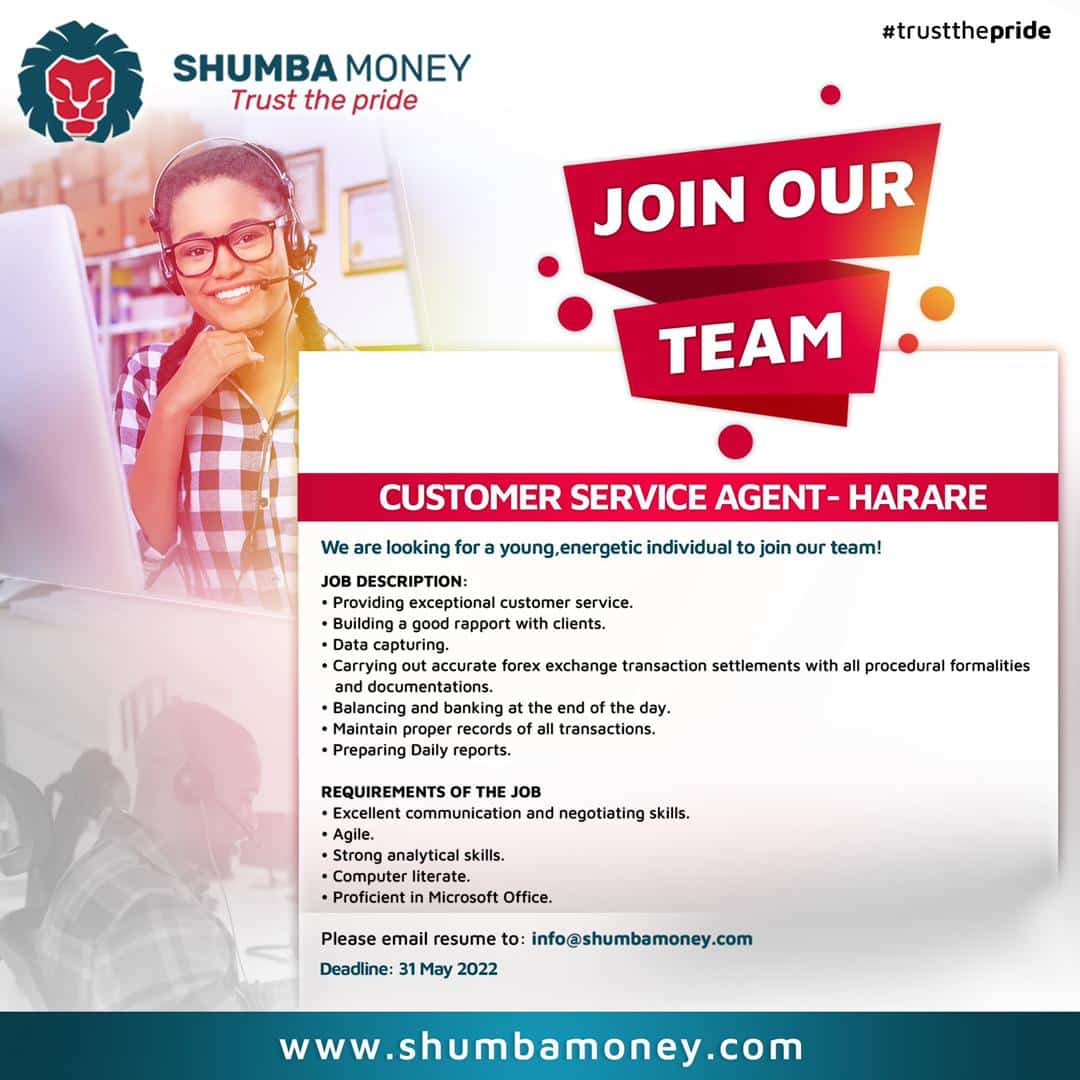 SHUMBA MONEY
Trust the pride
#trustthepride
JOIN OUR
TEAM
CUSTOMER SERVICE AGENT- HARARE
We are looking for a young,energetic individual to join our team!
JOB DESCRIPTION:
• Providing exceptional customer service.
• Building a good rapport with clients.
• Data capturing.
• Carrying out accurate forex exchange transaction settlements with all procedural formalities
and documentations.
• Balancing and banking at the end of the day.
• Maintain proper records of all transactions.
• Preparing Daily reports.
REQUIREMENTS OF THE JOB
• Excellent communication and negotiating skills.
• Agile.
• Strong analytical skills.
• Computer literate.
• Proficient in Microsoft Office.
Please email resume to: info@shumbamoney.com
Deadline: 31 May 2022
www.shumbamoney.com